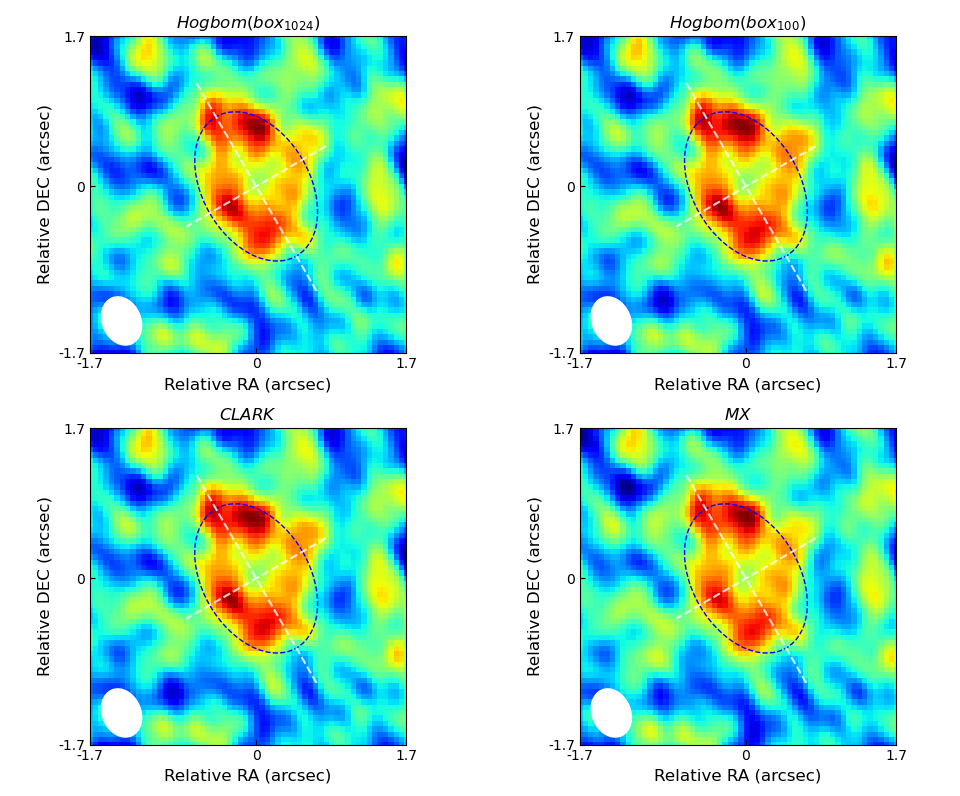 Hogbom(box₁₀₂₄)
Hogbom(box₁₀₀)
1.7
0
-1.7
Relative DEC (arcsec)
-1.7
0
1.7
Relative RA (arcsec)
1.7
0
-1.7
Relative DEC (arcsec)
-1.7
0
1.7
Relative RA (arcsec)
CLARK
MX
1.7
0
-1.7
Relative DEC (arcsec)
-1.7
0
1.7
Relative RA (arcsec)
1.7
0
-1.7
Relative DEC (arcsec)
-1.7
0
1.7
Relative RA (arcsec)